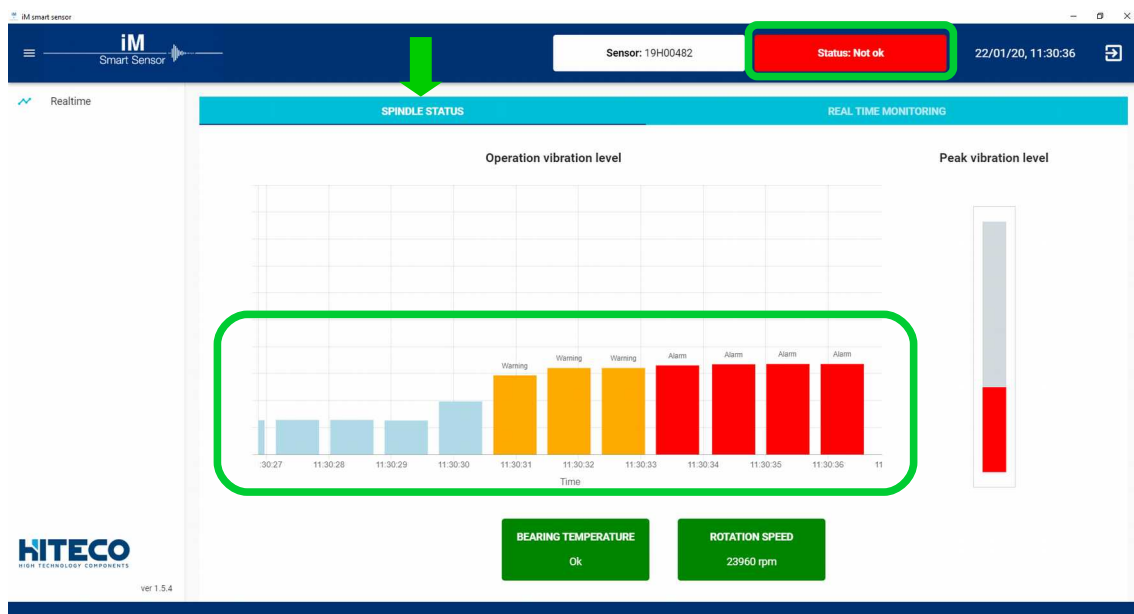 iM smart sensor
iM
Smart Sensor
Sensor: 19H00482
Status: Not ok
22/01/20, 11:30:36
Realtime
SPINDLE STATUS
REAL TIME MONITORING
Operation vibration level
Peak vibration level
Warning
Warning
Warning
Alarm
Alarm
Alarm
Alarm
:30:27
11:30:28
11:30:29
11:30:30
11:30:31
11:30:32
11:30:33
11:30:34
11:30:35
11:30:36
11
Time
BEARING TEMPERATURE
Ok
ROTATION SPEED
23960 rpm
HITECO
HIGH TECHNOLOGY COMPONENTS
ver 1.5.4